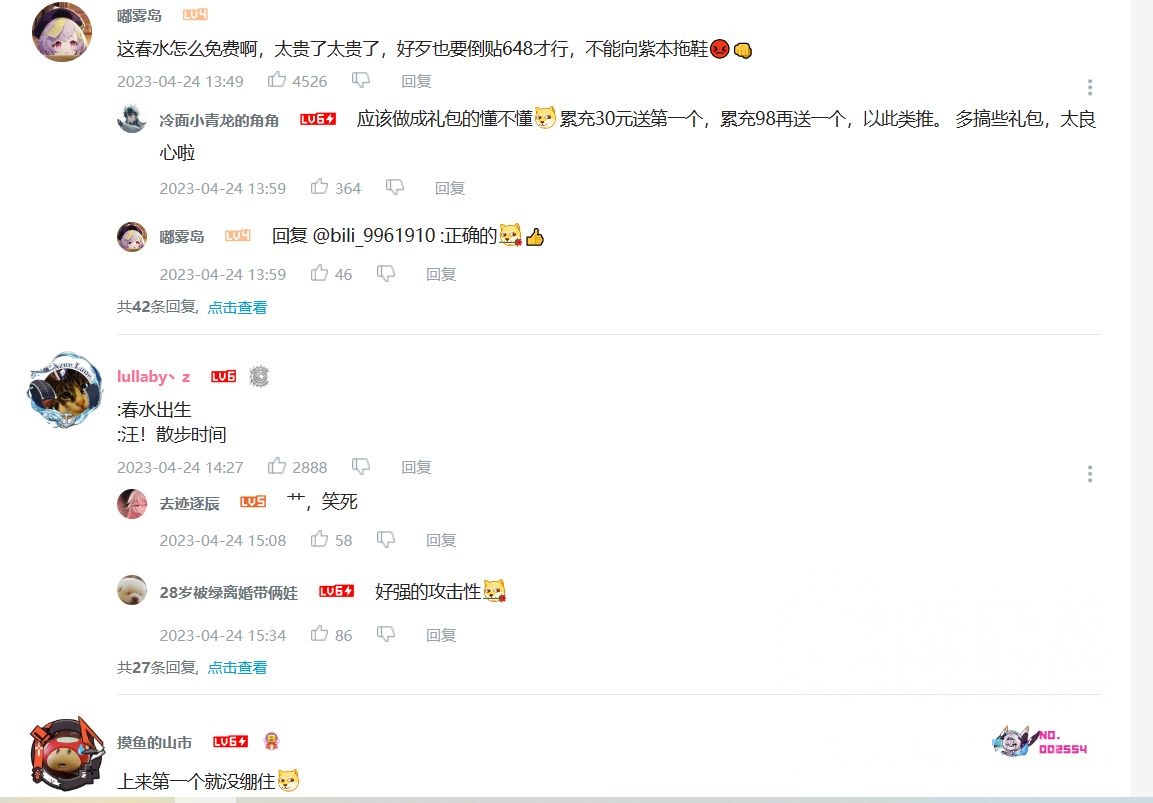 嘟雾岛 LV4
这春水怎么免费啊，太贵了太贵了，好歹也要倒贴648才行，不能向紫本拖鞋😡👊
2023-04-24 13:49 4526 回复
冷面小青龙的角角 LV6 应该做成礼包的懂不懂 累充30元送第一个，累充98再送一个，以此类推。 多搞些礼包，太良
心啦
2023-04-24 13:59 364 回复
嘟雾岛 LV4 回复 @bili_9961910 :正确的👍
2023-04-24 13:59 46 回复
共42条回复, 点击查看
Azur Lane
lullaby丶z LV6
:春水出生
:汪！散步时间
2023-04-24 14:27 2888 回复
去迹逐辰 LV5 艹，笑死
2023-04-24 15:08 58 回复
28岁被绿离婚带俩娃 LV6 好强的攻击性
2023-04-24 15:34 86 回复
共27条回复, 点击查看
摸鱼的山市 LV6 NO.
002554
上来第一个就没绷住